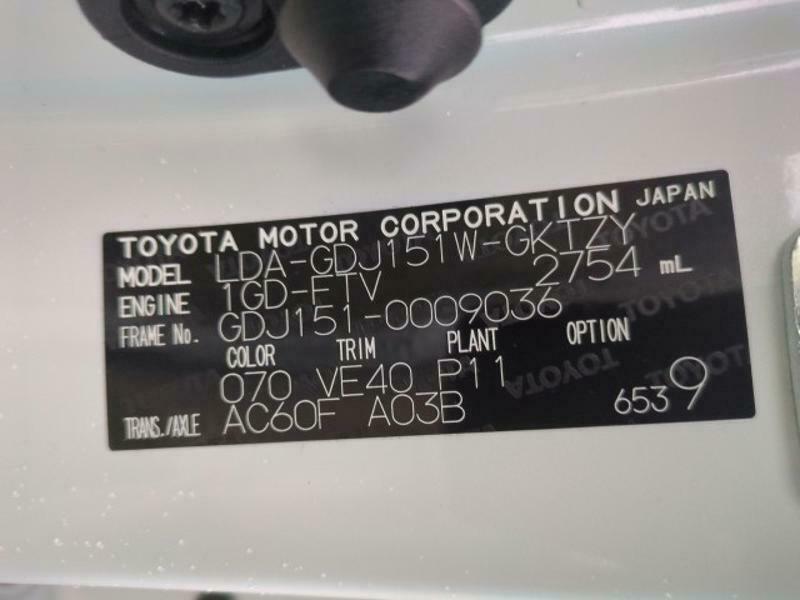 TOYOTA MOTOR CORPORATION JAPAN
MODEL LDA-GDJ151W-GKTZY
ENGINE 1GD-FTV 2754 mL
FRAME No. GDJ151-0009036
COLOR TRIM PLANT OPTION
070 VE40 P11
TRANS./AXLE AC60F A03B 6539